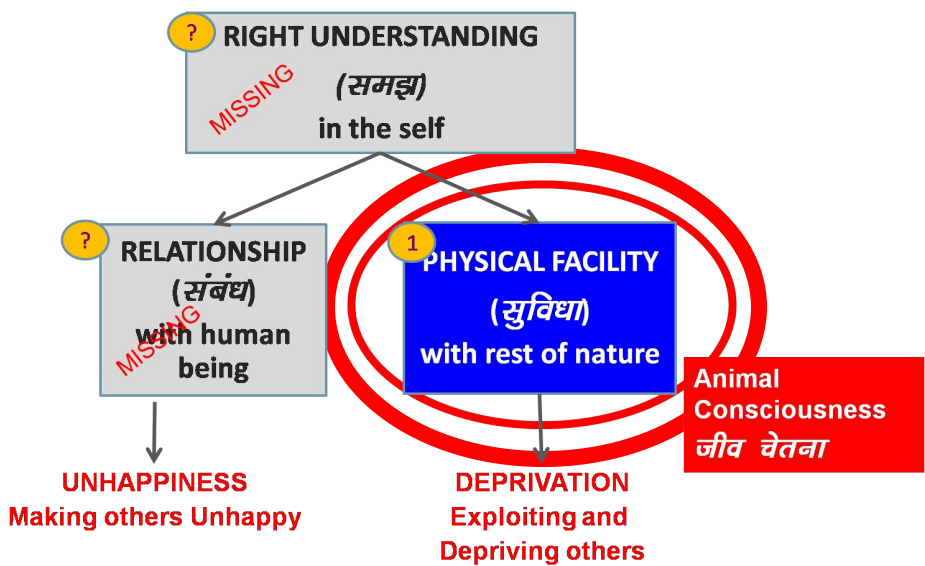 ?
RIGHT UNDERSTANDING
MISSING
(समझ)
in the self
?
RELATIONSHIP
(संबंध)
MISSING
with human
being
1
PHYSICAL FACILITY
(सुविधा)
with rest of nature
Animal
Consciousness
जीव चेतना
UNHAPPINESS
Making others Unhappy
DEPRIVATION
Exploiting and
Depriving others